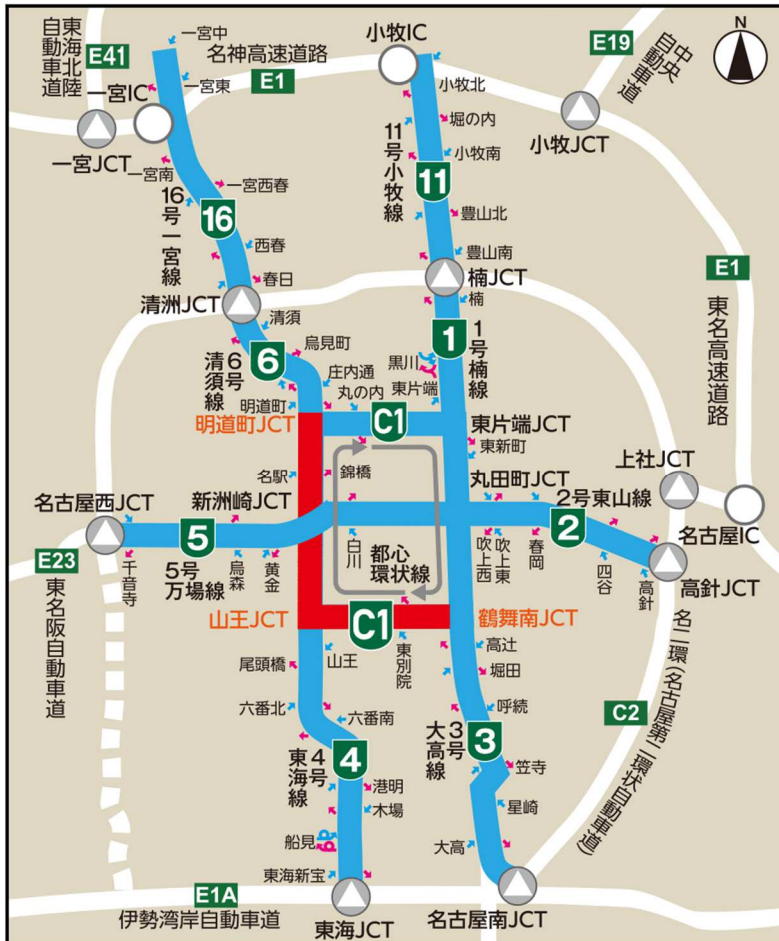 東海北陸
自動車道
E41
一宮中
一宮東
名神高速道路
E1
小牧IC
E19
中央
自動車道
N
一宮IC
一宮JCT
一宮南
16号一宮線
16
一宮西春
西春
春日
清洲JCT
小牧北
堀の内
11号小牧線
小牧南
11
豊山北
豊山南
小牧JCT
楠JCT
楠
E1
東名高速道路
清須
6
6号
清須線
烏見町
庄内通
丸の内
明道町
明道町JCT
C1
1
1号楠線
黒川
東片端
東片端JCT
東新町
名駅
錦橋
丸田町JCT
上社JCT
名古屋IC
名古屋西JCT
新洲崎JCT
2号東山線
2
E23
東名阪自動車道
千音寺
5
5号
万場線
烏森
黄金
白川
都心
環状線
吹上西
吹上東
春岡
四谷
高針
高針JCT
山王JCT
C1
鶴舞南JCT
山王
東別院
高辻
堀田
尾頭橋
六番北
六番南
呼続
3号
大高線
3
笠寺
星崎
大高
C2
名二環(名古屋第二環状自動車道)
4号
東海線
4
港明
木場
船見
東海新宝
E1A
伊勢湾岸自動車道
東海JCT
名古屋南JCT